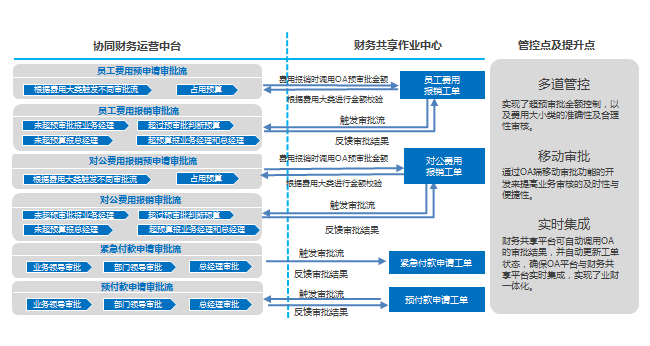 协同财务运营中台
财务共享作业中心
管控点及提升点
员工费用预申请审批流
根据费用大类触发不同审批流
占用预算
费用报销时调用OA预审批金额
根据费用大类进行金额校验
员工费用
报销工单
员工费用报销审批流
未超预审批报业务经理
超过预审批判断预算
未超预算报总经理
超预算报业务经理和总经理
触发审批流
反馈审批结果
对公费用报销预申请审批流
根据费用大类触发不同审批流
占用预算
费用报销时调用OA预审批金额
根据费用大类进行金额校验
对公费用
报销工单
对公费用报销审批流
未超预审批报业务经理
超过预审批判断预算
未超预算报总经理
超预算报业务经理和总经理
触发审批流
反馈审批结果
紧急付款申请审批流
业务领导审批
部门领导审批
总经理审批
触发审批流
反馈审批结果
紧急付款申请工单
预付款申请审批流
业务领导审批
部门领导审批
总经理审批
触发审批流
反馈审批结果
预付款申请工单
多道管控
实现了超预审批金额控制，以
及费用大小类的准确性及合理
性审核。
移动审批
通过OA端移动审批功能的开
发来提高业务审核的及时性与
便捷性。
实时集成
财务共享平台可自动调用OA
的审批结果，并自动更新工单
状态，确保OA平台与财务共
享平台实时集成，实现了业财
一体化。